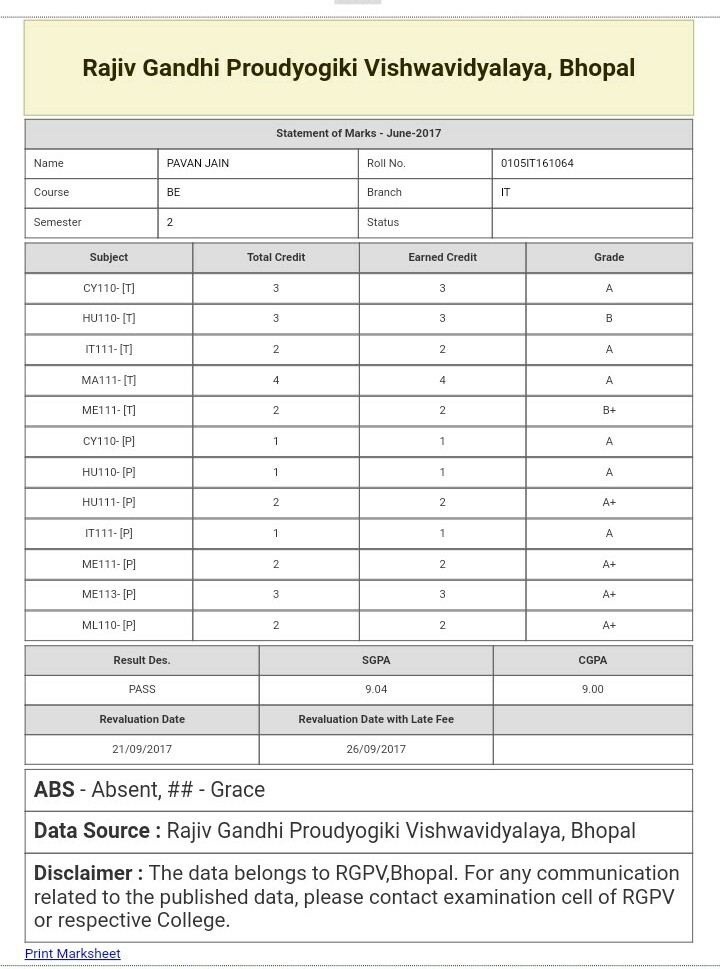 Rajiv Gandhi Proudyogiki Vishwavidyalaya, Bhopal
Statement of Marks - June-2017
Name PAVAN JAIN Roll No. 0105IT161064
Course BE Branch IT
Semester 2 Status
Subject Total Credit Earned Credit Grade
CY110- [T] 3 3 A
HU110- [T] 3 3 B
IT111- [T] 2 2 A
MA111- [T] 4 4 A
ME111- [T] 2 2 B+
CY110- [P] 1 1 A
HU110- [P] 1 1 A
HU111- [P] 2 2 A+
IT111- [P] 1 1 A
ME111- [P] 2 2 A+
ME113- [P] 3 3 A+
ML110- [P] 2 2 A+
Result Des. SGPA CGPA
PASS 9.04 9.00
Revaluation Date Revaluation Date with Late Fee
21/09/2017 26/09/2017
ABS - Absent, ## - Grace
Data Source : Rajiv Gandhi Proudyogiki Vishwavidyalaya, Bhopal
Disclaimer : The data belongs to RGPV,Bhopal. For any communication
related to the published data, please contact examination cell of RGPV
or respective College.
Print Marksheet